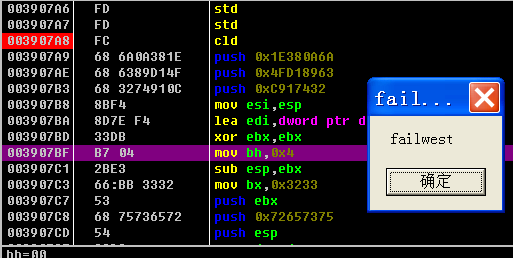 003907A6 FD std
003907A7 FD std
003907A8 FC cld
003907A9 68 6A0A381E push 0x1E380A6A
003907AE 68 6389D14F push 0x4FD18963
003907B3 68 3274910C push 0xC917432
003907B8 8BF4 mov esi,esp
003907BA 8D7E F4 lea edi,dword ptr d
003907BD 33DB xor ebx,ebx
003907BF B7 04 mov bh,0x4
003907C1 2BE3 sub esp,ebx
003907C3 66:BB 3332 mov bx,0x3233
003907C7 53 push ebx
003907C8 68 75736572 push 0x72657375
003907CD 54 push esp
bh=00
fail...
failwest
确定